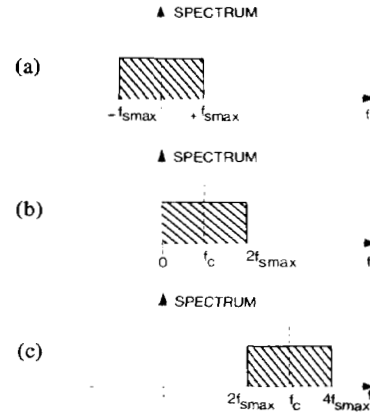 SPECTRUM
(a)
-fsmax +fsmax f
SPECTRUM
(b)
0 fc 2fsmax f
SPECTRUM
(c)
2fsmax fc 4fsmax f